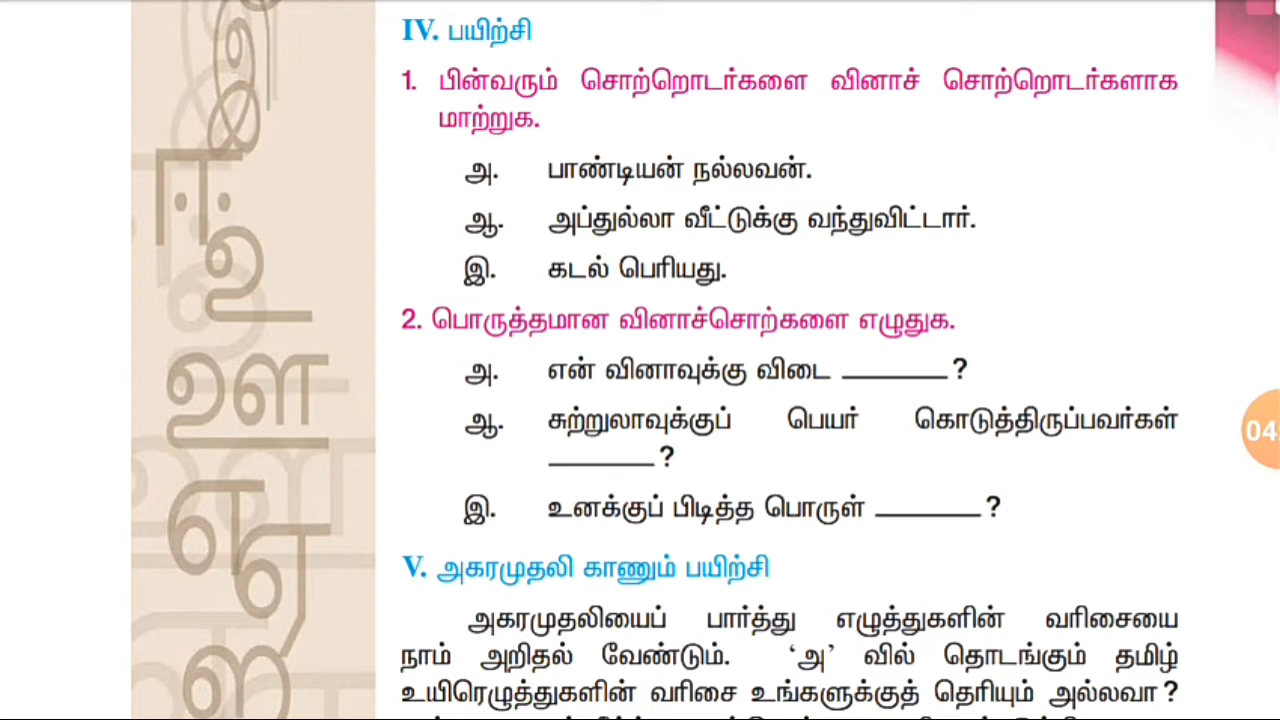 IV. பயிற்சி
1. பின்வரும் சொற்றொடர்களை வினாச் சொற்றொடர்களாக
மாற்றுக.
அ. பாண்டியன் நல்லவன்.
ஆ. அப்துல்லா வீட்டுக்கு வந்துவிட்டார்.
இ. கடல் பெரியது.
2. பொருத்தமான வினாச்சொற்களை எழுதுக.
அ. என் வினாவுக்கு விடை ________ ?
ஆ. சுற்றுலாவுக்குப் பெயர் கொடுத்திருப்பவர்கள்
________ ?
இ. உனக்குப் பிடித்த பொருள் ________ ?
V. அகரமுதலி காணும் பயிற்சி
அகரமுதலியைப் பார்த்து எழுத்துகளின் வரிசையை
நாம் அறிதல் வேண்டும். ‘அ’ வில் தொடங்கும் தமிழ்
உயிரெழுத்துகளின் வரிசை உங்களுக்குத் தெரியும் அல்லவா?
இ
ஈ
உ
ஊ
எ
ஏ
ஐ
04